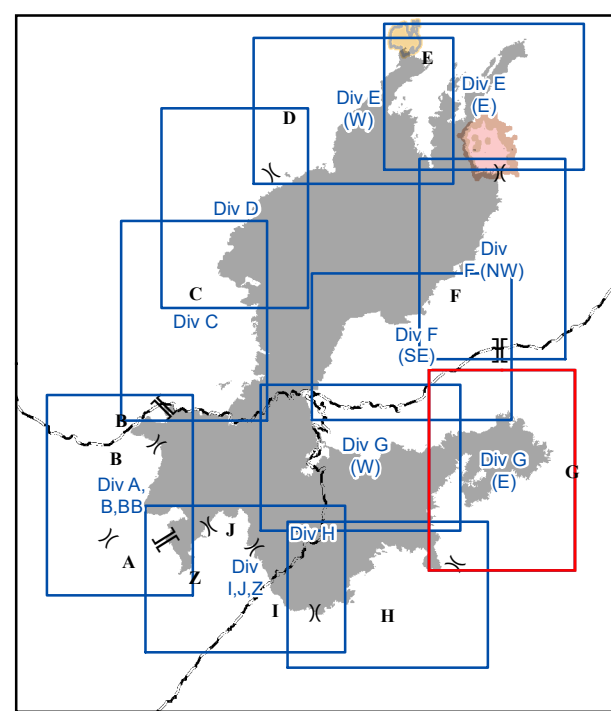 E
Div E
(W)
Div E
(E)
D
Div D
Div
F (NW)
C
F
Div C
Div F
(SE)
B
B
Div G
(W)
Div G
(E)
G
Div A,
B,BB
J
Div H
A
Z
Div
I,J,Z
I
H